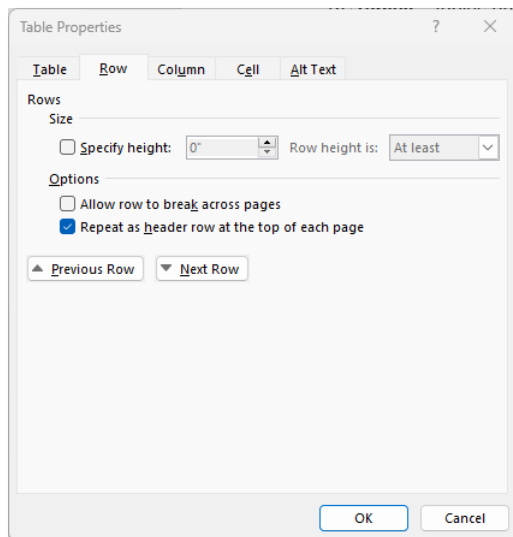 Table Properties ?
Table Row Column Cell Alt Text
Rows
Size
Specify height: 0" Row height is: At least
Options
Allow row to break across pages
Repeat as header row at the top of each page
Previous Row Next Row
OK Cancel